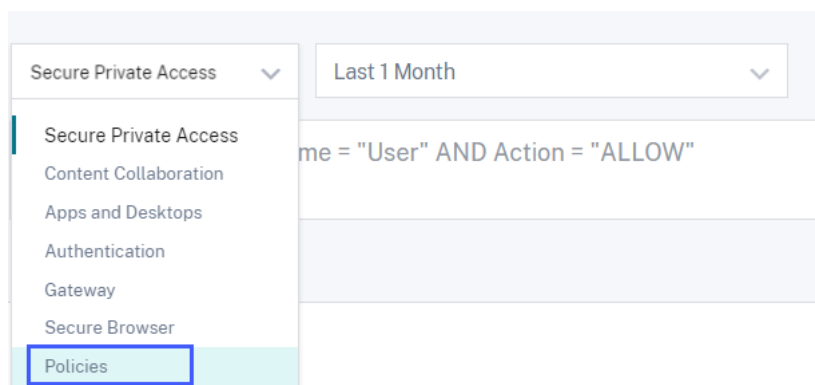 Secure Private Access
Last 1 Month
Secure Private Access
me = "User" AND Action = "ALLOW"
Content Collaboration
Apps and Desktops
Authentication
Gateway
Secure Browser
Policies